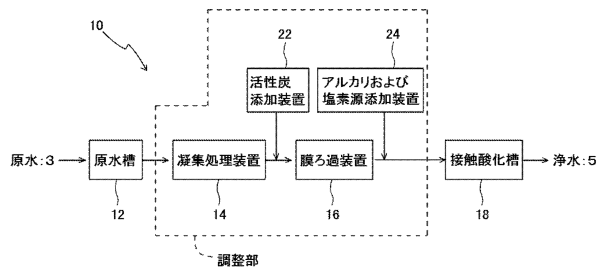 10
22
24
活性炭
添加装置
アルカリおよび
塩素源添加装置
原水:3
原水槽
凝集処理装置
膜ろ過装置
接触酸化槽
浄水:5
12
14
16
18
調整部